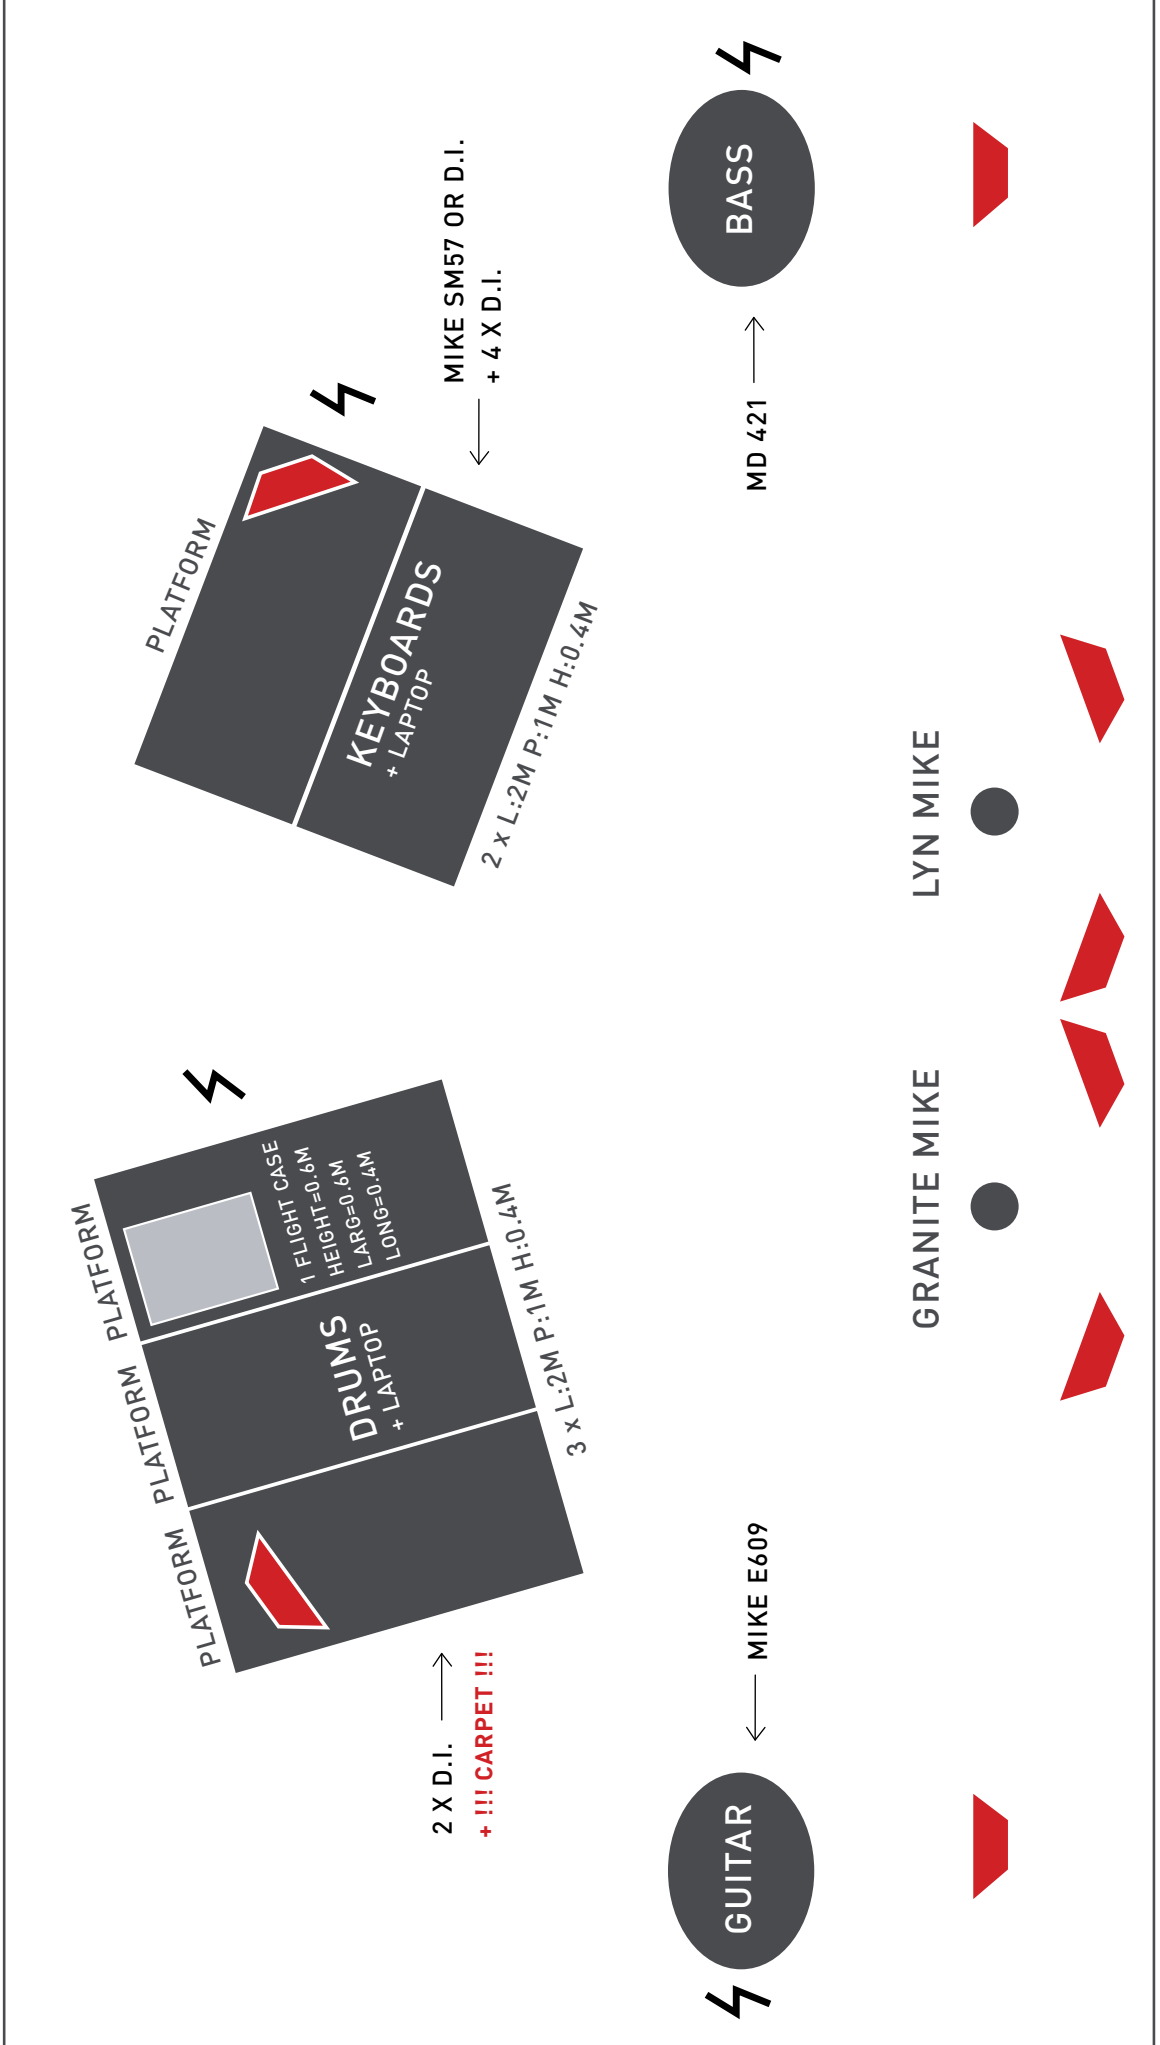 PLATFORM
PLATFORM
PLATFORM
DRUMS
+ LAPTOP
1 FLIGHT CASE
HEIGHT=0.6M
LARG=0.6M
LONG=0.4M
3 x L:2M P:1M H:0.4M
2 X D.I.
+ !!! CARPET !!!
PLATFORM
KEYBOARDS
+ LAPTOP
2 x L:2M P:1M H:0.4M
MIKE SM57 OR D.I.
+ 4 X D.I.
GUITAR
MIKE E609
MD 421
BASS
GRANITE MIKE
LYN MIKE